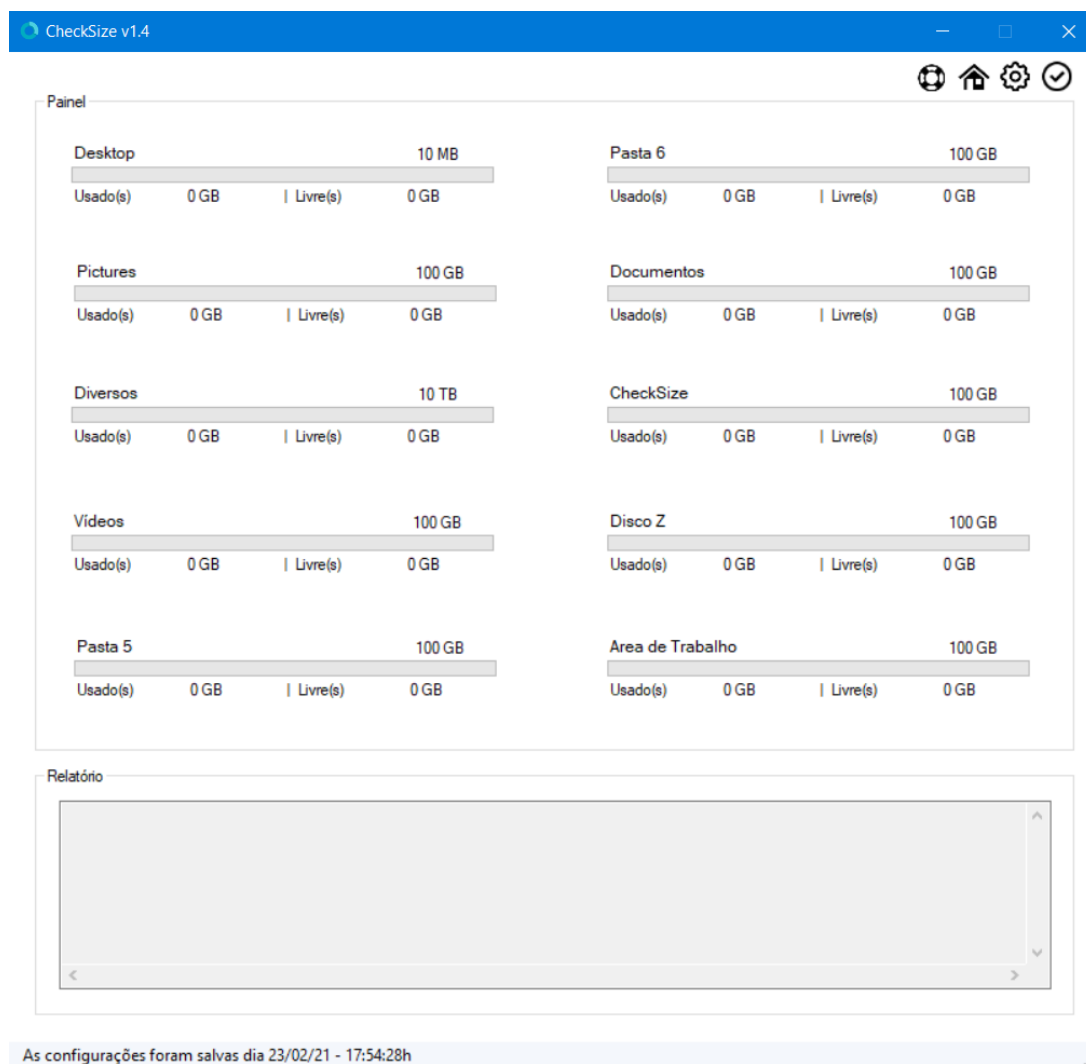 CheckSize v1.4
Painel
Desktop 10 MB
Usado(s) 0 GB | Livre(s) 0 GB
Pictures 100 GB
Usado(s) 0 GB | Livre(s) 0 GB
Diversos 10 TB
Usado(s) 0 GB | Livre(s) 0 GB
Vídeos 100 GB
Usado(s) 0 GB | Livre(s) 0 GB
Pasta 5 100 GB
Usado(s) 0 GB | Livre(s) 0 GB
Pasta 6 100 GB
Usado(s) 0 GB | Livre(s) 0 GB
Documentos 100 GB
Usado(s) 0 GB | Livre(s) 0 GB
CheckSize 100 GB
Usado(s) 0 GB | Livre(s) 0 GB
Disco Z 100 GB
Usado(s) 0 GB | Livre(s) 0 GB
Area de Trabalho 100 GB
Usado(s) 0 GB | Livre(s) 0 GB
Relatório
As configurações foram salvas dia 23/02/21 - 17:54:28h